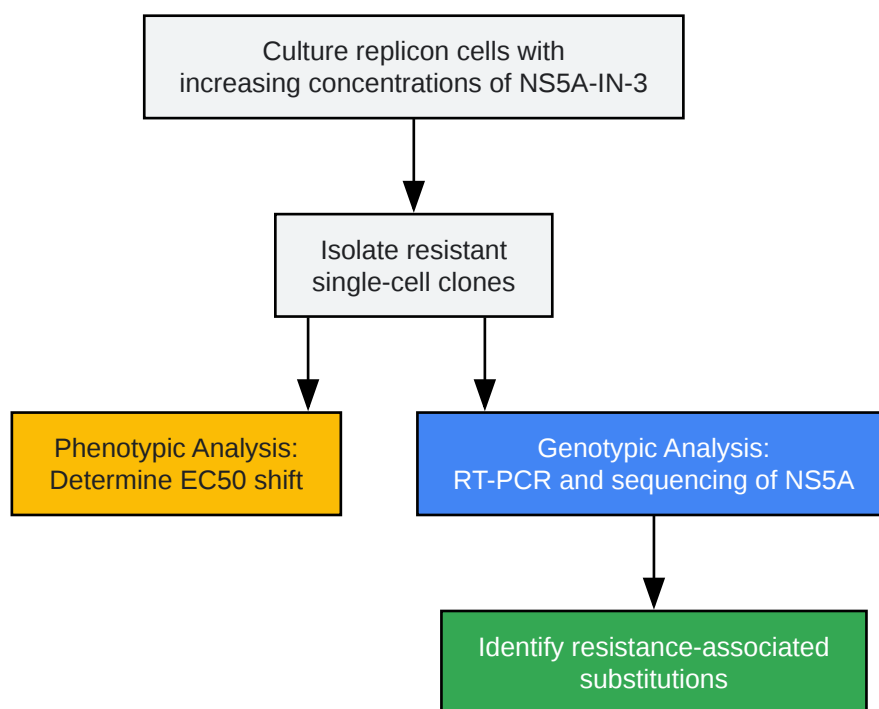 Culture replicon cells with
increasing concentrations of NS5A-IN-3
Isolate resistant
single-cell clones
Phenotypic Analysis:
Determine EC50 shift
Genotypic Analysis:
RT-PCR and sequencing of NS5A
Identify resistance-associated
substitutions